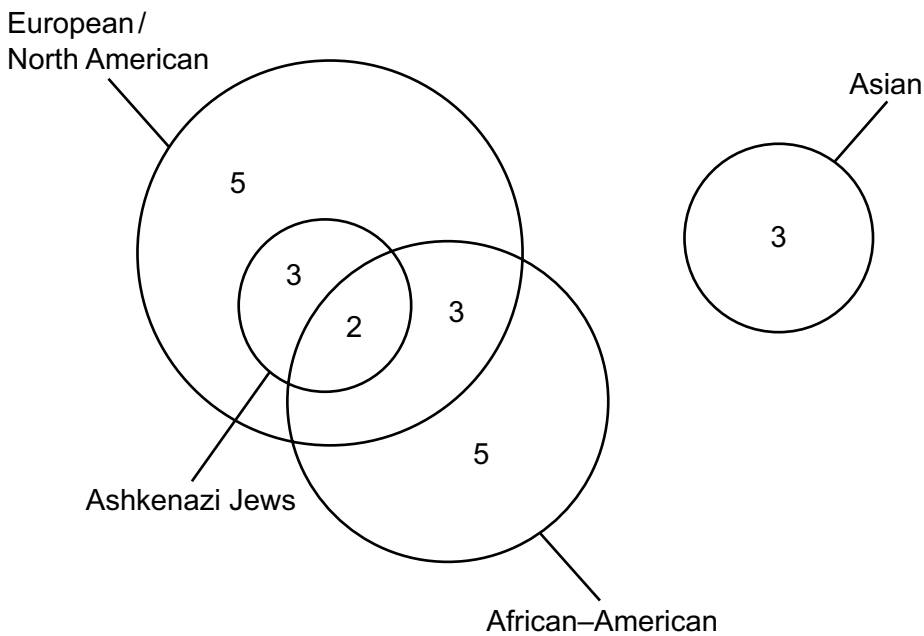 European/
North American
Asian
5
3
3
2
3
5
Ashkenazi Jews
African–American